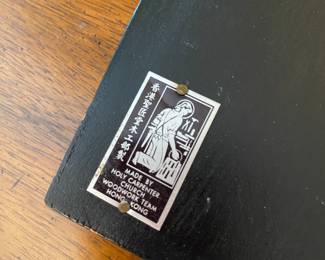 香港聖匠堂木工部製
MADE BY
HOLY CARPENTER
CHURCH
WOODWORK TEAM
HONG KONG